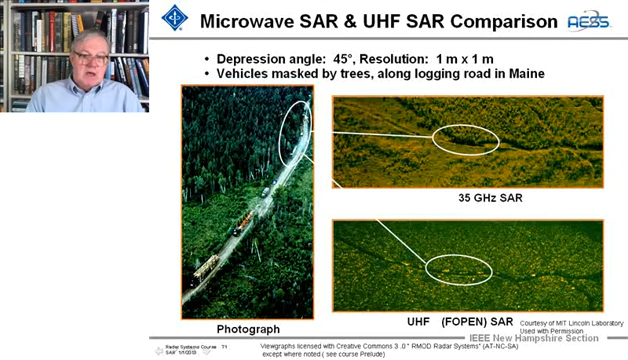 Microwave SAR & UHF SAR Comparison
AESS
• Depression angle: 45°, Resolution: 1 m x 1 m
• Vehicles masked by trees, along logging road in Maine
35 GHz SAR
Photograph
UHF (FOPEN) SAR
Courtesy of MIT Lincoln Laboratory
Used with Permission
IEEE New Hampshire Section
Radar Systems Course 71
SAR 1/1/2010
Viewgraphs licensed with Creative Commons 3 .0 " RMOD Radar Systems" (AT-NC-SA)
except where noted ( see course Prelude)